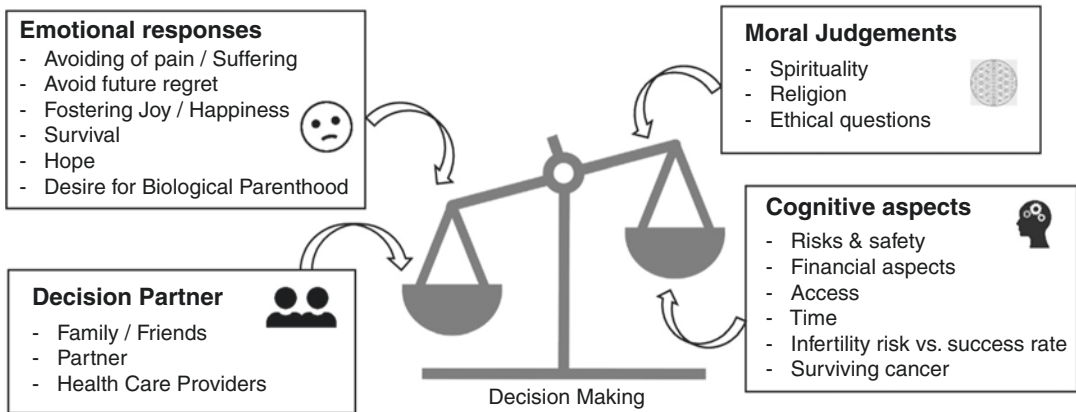 Emotional responses
- Avoiding of pain / Suffering
- Avoid future regret
- Fostering Joy / Happiness
- Survival
- Hope
- Desire for Biological Parenthood
Decision Partner
- Family / Friends
- Partner
- Health Care Providers
Moral Judgements
- Spirituality
- Religion
- Ethical questions
Cognitive aspects
- Risks & safety
- Financial aspects
- Access
- Time
- Infertility risk vs. success rate
- Surviving cancer
Decision Making